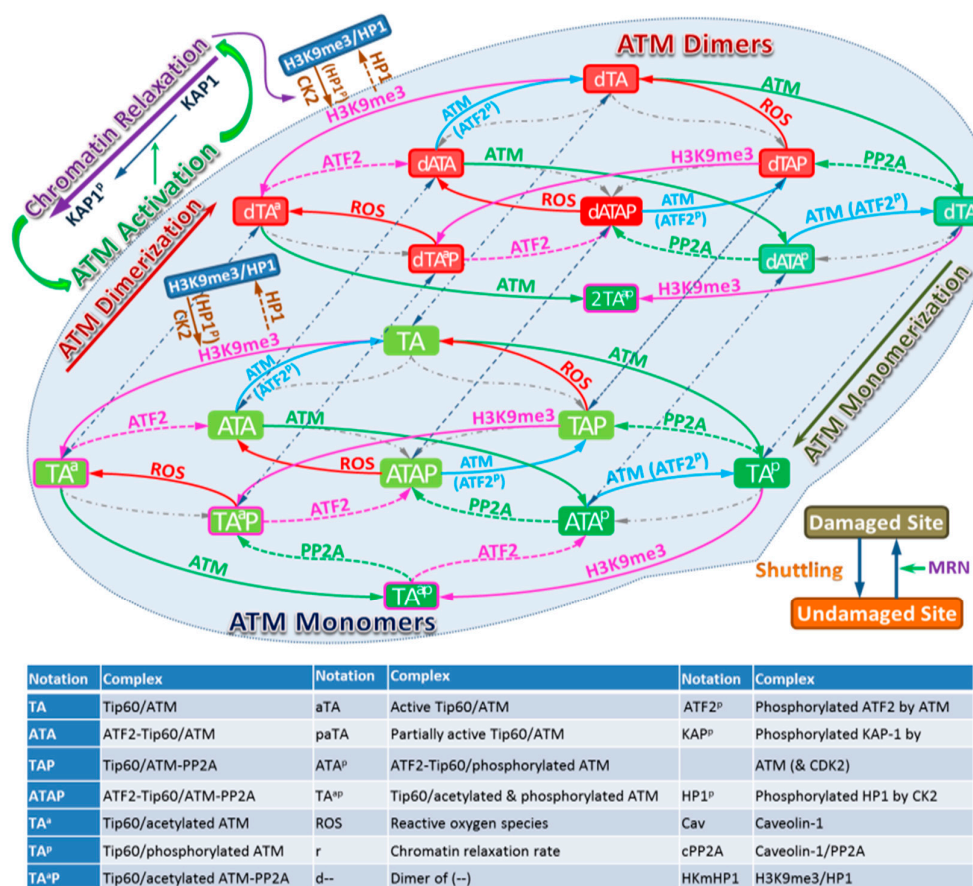 ATM Dimers
H3K9me3/HP1
CK2
(HP1ᵖ)
HP1
H3K9me3
Chromatin Relaxation
KAP1
KAP1ᵖ
ATM Activation
ATM Dimerization
dTA
ATM
(ATF2ᵖ)
ROS
ATM
ATF2
dATA
ATM
H3K9me3
dTAP
PP2A
dTAᵃ
ROS
ROS
dATAP
ATM
(ATF2ᵖ)
ATM (ATF2ᵖ)
dTA
dTAᵃP
ATF2
PP2A
dATAᵖ
ATM
2TAᵃᵖ
H3K9me3
H3K9me3/HP1
(HP1ᵖ)
CK2
HP1
H3K9me3
TA
ATM
(ATF2ᵖ)
ROS
ATM
ATM Monomerization
ATF2
ATA
ATM
H3K9me3
TAP
PP2A
TAᵃ
ROS
ROS
ATAP
ATM
(ATF2ᵖ)
ATM (ATF2ᵖ)
TAᵖ
TAᵃP
ATF2
PP2A
ATAᵖ
ATM
PP2A
ATF2
H3K9me3
TAᵃᵖ
ATM Monomers
Damaged Site
Shuttling
MRN
Undamaged Site
Notation Complex Notation Complex Notation Complex
TA Tip60/ATM aTA Active Tip60/ATM ATF2ᵖ Phosphorylated ATF2 by ATM
ATA ATF2-Tip60/ATM paTA Partially active Tip60/ATM KAPᵖ Phosphorylated KAP-1 by
TAP Tip60/ATM-PP2A ATAᵖ ATF2-Tip60/phosphorylated ATM ATM (& CDK2)
ATAP ATF2-Tip60/ATM-PP2A TAᵃᵖ Tip60/acetylated & phosphorylated ATM HP1ᵖ Phosphorylated HP1 by CK2
TAᵃ Tip60/acetylated ATM ROS Reactive oxygen species Cav Caveolin-1
TAᵖ Tip60/phosphorylated ATM r Chromatin relaxation rate cPP2A Caveolin-1/PP2A
TAᵃP Tip60/acetylated ATM-PP2A d-- Dimer of (--) HKmHP1 H3K9me3/HP1